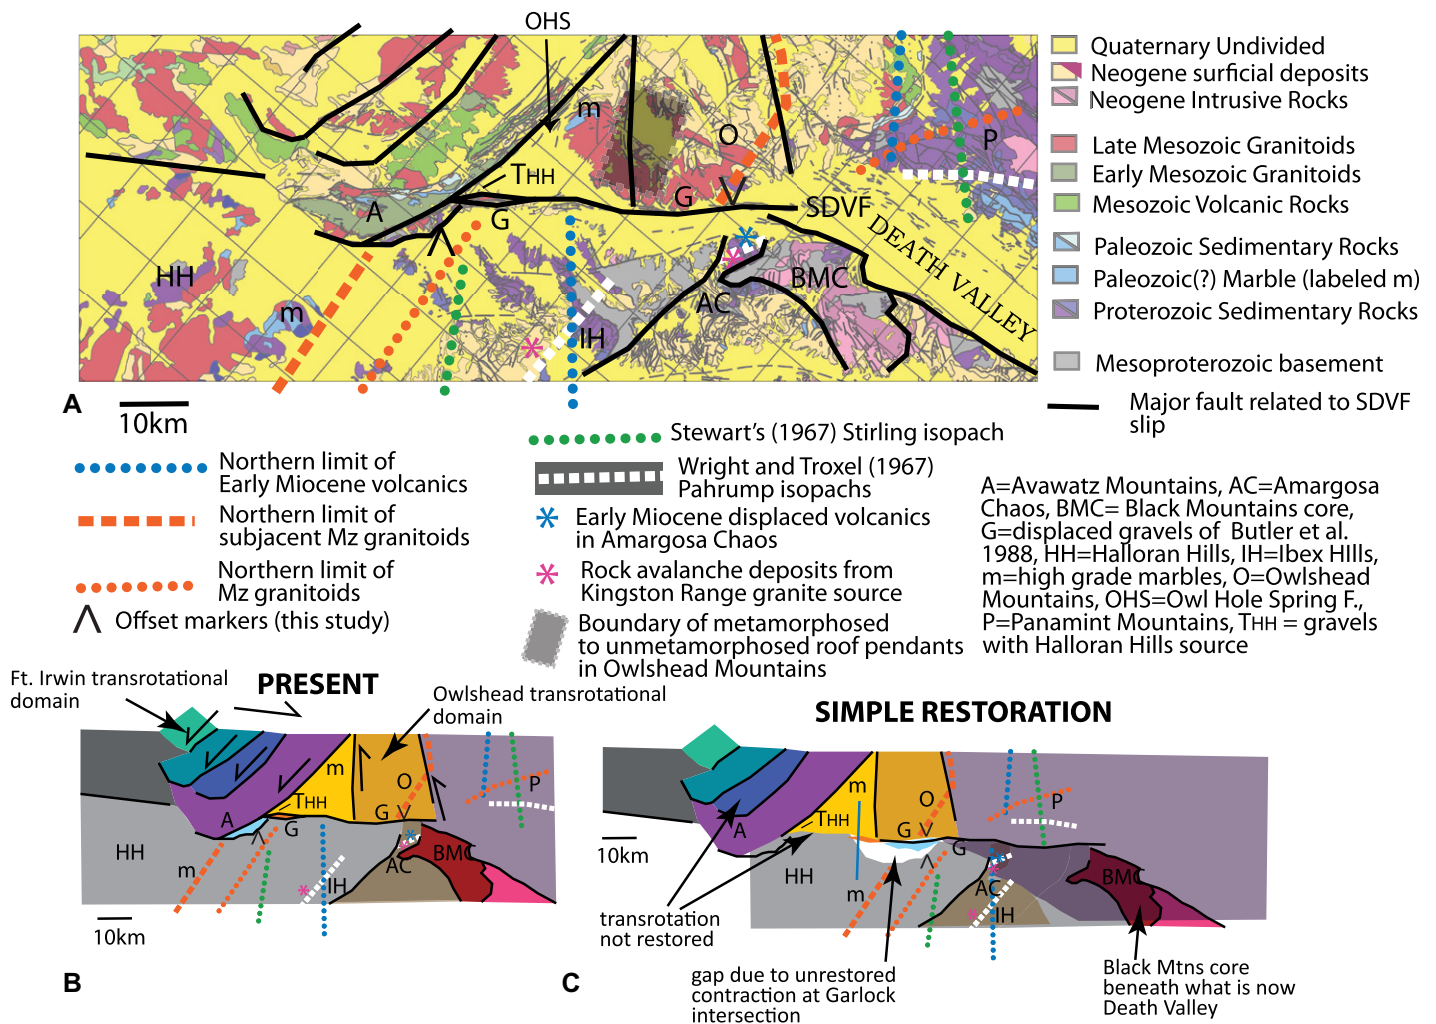 OHS
m
O
P
THH
G
G
A
SDVF
DEATH VALLEY
HH
m
BMC
AC
IH
Quaternary Undivided
Neogene surficial deposits
Neogene Intrusive Rocks
Late Mesozoic Granitoids
Early Mesozoic Granitoids
Mesozoic Volcanic Rocks
Paleozoic Sedimentary Rocks
Paleozoic(?) Marble (labeled m)
Proterozoic Sedimentary Rocks
Mesoproterozoic basement
Major fault related to SDVF
slip
A
10km
Northern limit of
Early Miocene volcanics
Northern limit of
subjacent Mz granitoids
Northern limit of
Mz granitoids
Offset markers (this study)
Stewart's (1967) Stirling isopach
Wright and Troxel (1967)
Pahrump isopachs
Early Miocene displaced volcanics
in Amargosa Chaos
Rock avalanche deposits from
Kingston Range granite source
Boundary of metamorphosed
to unmetamorphosed roof pendants
in Owlshead Mountains
A=Avawatz Mountains, AC=Amargosa
Chaos, BMC= Black Mountains core,
G=displaced gravels of Butler et al.
1988, HH=Halloran Hills, IH=Ibex HIlls,
m=high grade marbles, O=Owlshead
Mountains, OHS=Owl Hole Spring F.,
P=Panamint Mountains, THH = gravels
with Halloran Hills source
Ft. Irwin transrotational
domain
PRESENT
Owlshead transrotational
domain
m
O
P
THH
G
A
G
HH
m
AC
BMC
IH
10km
B
SIMPLE RESTORATION
m
O
P
THH
G
A
G
10km
HH
m
AC
BMC
IH
transrotation
not restored
gap due to unrestored
contraction at Garlock
intersection
Black Mtns core
beneath what is now
Death Valley
C